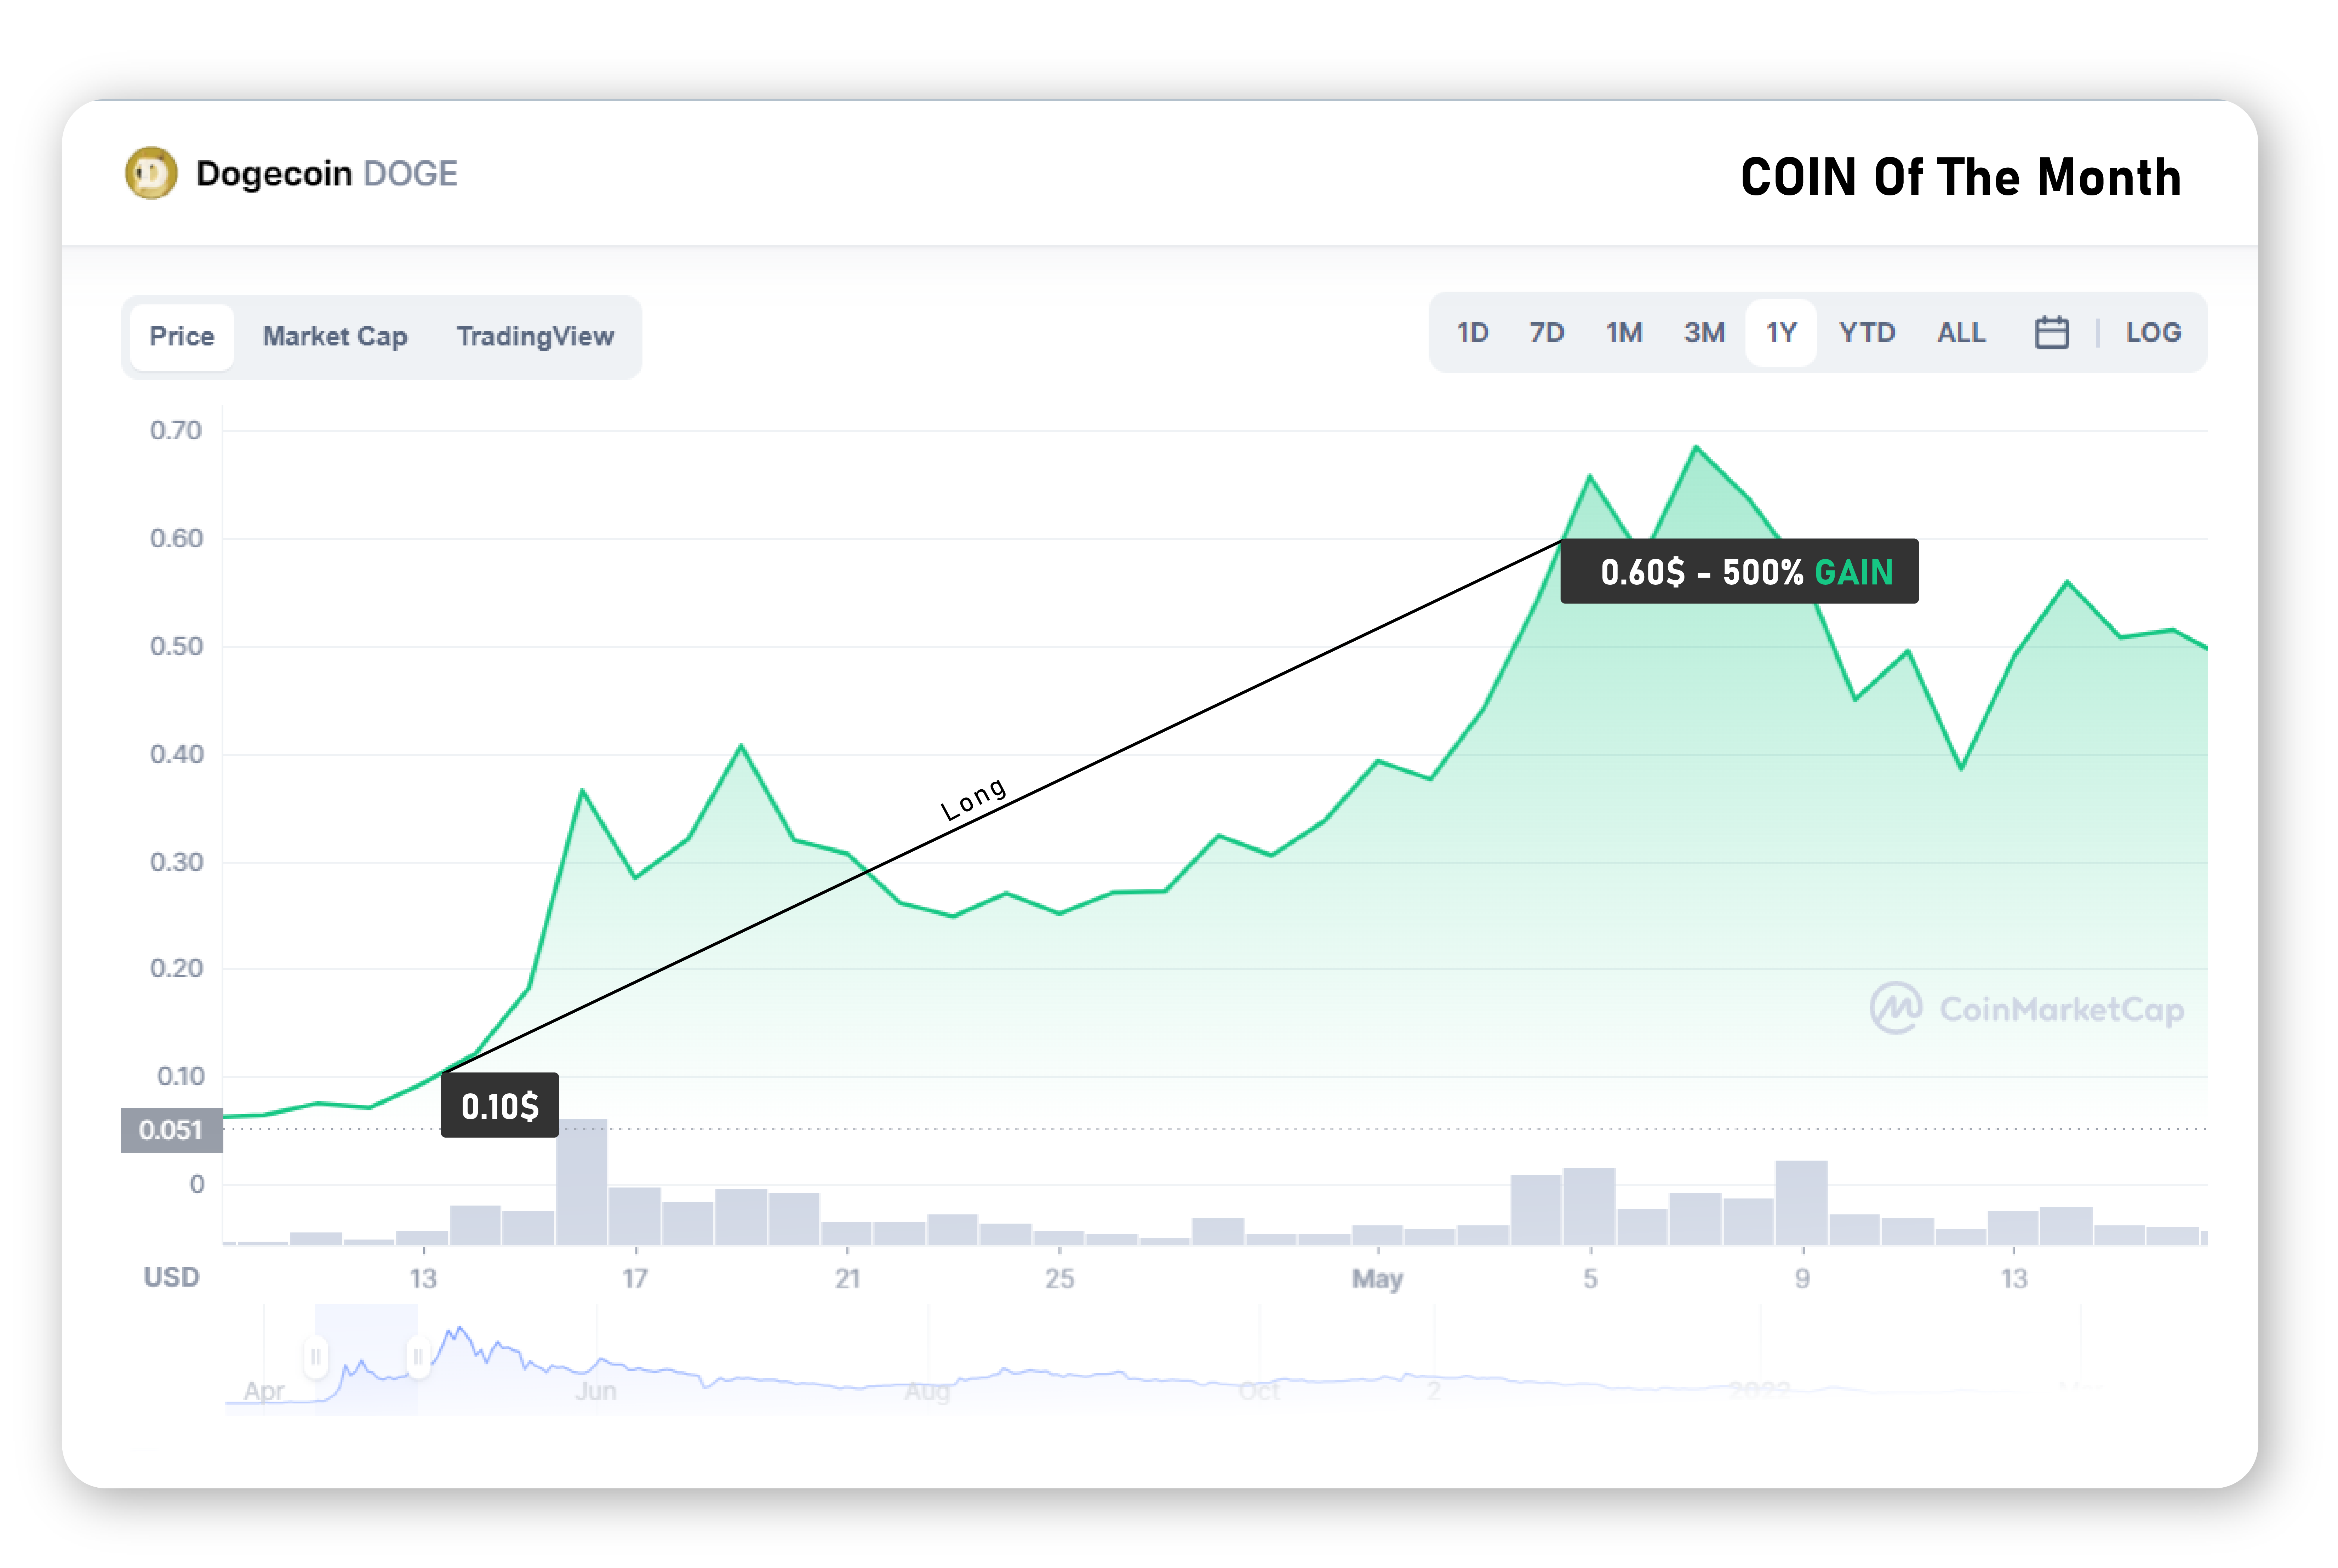 Dogecoin DOGE
COIN Of The Month
Price Market Cap TradingView
1D 7D 1M 3M 1Y YTD ALL LOG
0.70
0.60
0.60$ - 500% GAIN
0.50
0.40
Long
0.30
0.20
CoinMarketCap
0.10
0.10$
0.051
0
USD 13 17 21 25 May 5 9 13
Apr Jun Aug Oct 2 2022